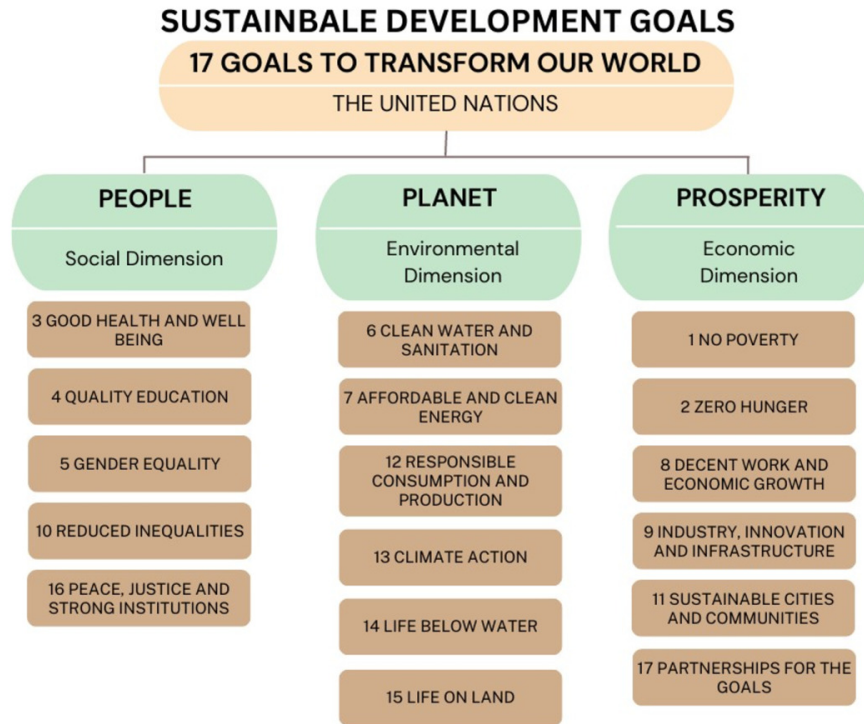 SUSTAINBALE DEVELOPMENT GOALS
17 GOALS TO TRANSFORM OUR WORLD
THE UNITED NATIONS
PEOPLE
Social Dimension
3 GOOD HEALTH AND WELL
BEING
4 QUALITY EDUCATION
5 GENDER EQUALITY
10 REDUCED INEQUALITIES
16 PEACE, JUSTICE AND
STRONG INSTITUTIONS
PLANET
Environmental
Dimension
6 CLEAN WATER AND
SANITATION
7 AFFORDABLE AND CLEAN
ENERGY
12 RESPONSIBLE
CONSUMPTION AND
PRODUCTION
13 CLIMATE ACTION
14 LIFE BELOW WATER
15 LIFE ON LAND
PROSPERITY
Economic
Dimension
1 NO POVERTY
2 ZERO HUNGER
8 DECENT WORK AND
ECONOMIC GROWTH
9 INDUSTRY, INNOVATION
AND INFRASTRUCTURE
11 SUSTAINABLE CITIES
AND COMMUNITIES
17 PARTNERSHIPS FOR THE
GOALS